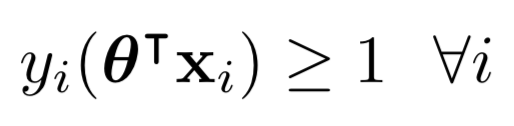 yᵢ(𝜽ᵀ𝐱ᵢ) ≥ 1 ∀i